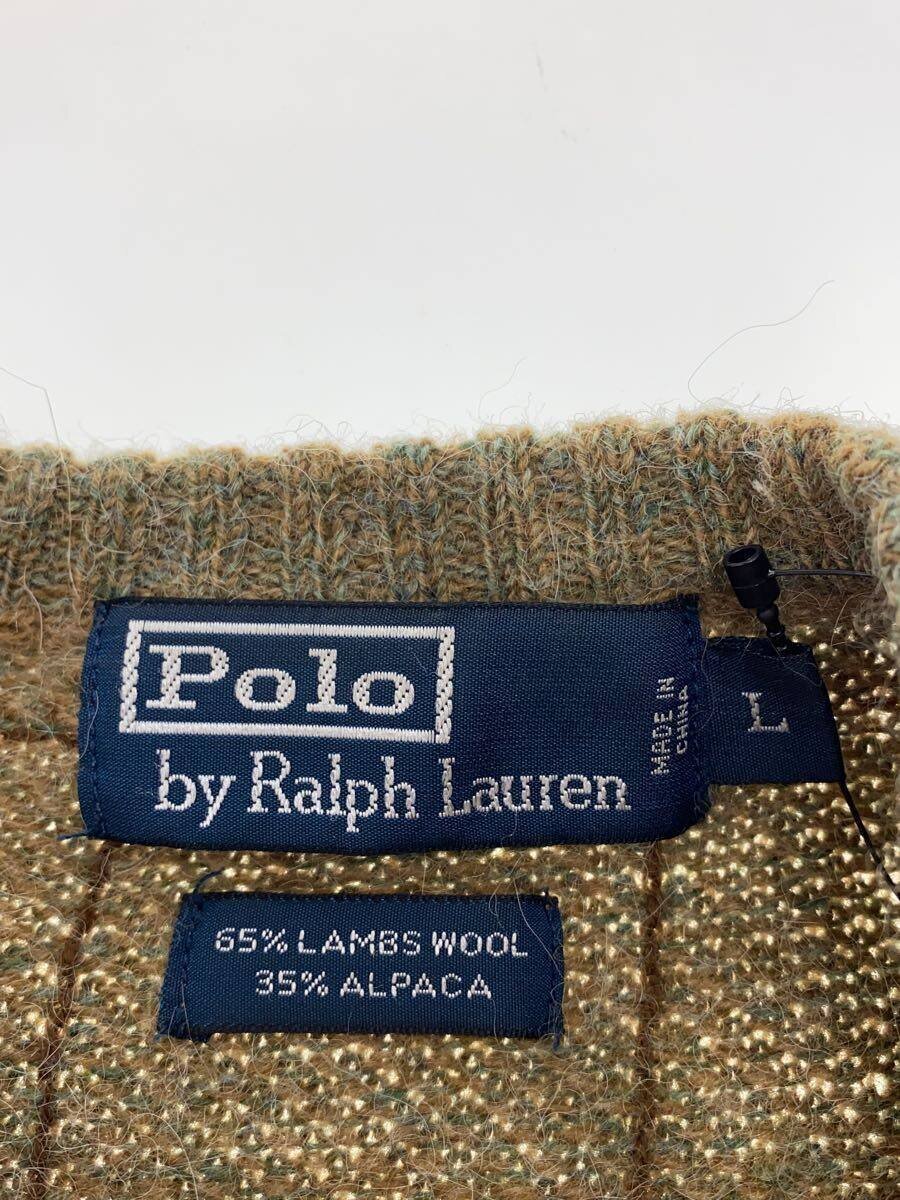 Polo
by Ralph Lauren
MADE IN
CHINA
L
65% LAMBS WOOL
35% ALPACA